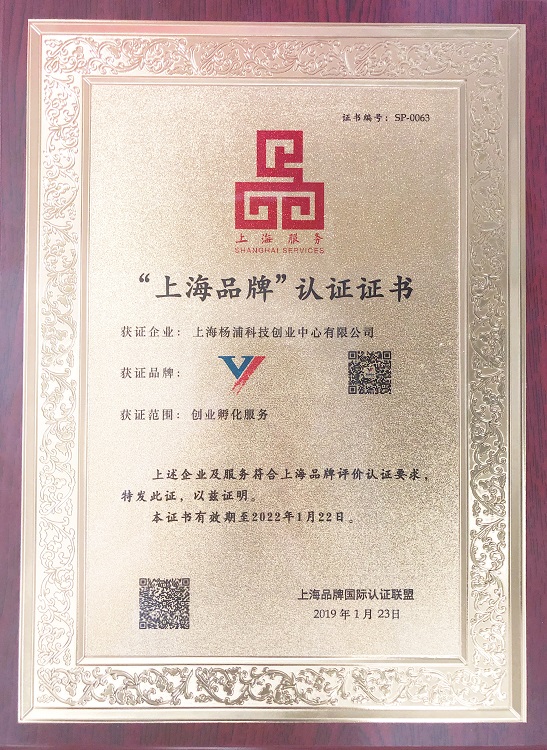 证书编号：SP-0063
上海服务
SHANGHAI SERVICES
“上海品牌”认证证书
获证企业：上海杨浦科技创业中心有限公司
获证品牌：
获证范围：创业孵化服务
上述企业及服务符合上海品牌评价认证要求，
特发此证，以兹证明。
本证书有效期至2022年1月22日。
上海品牌国际认证联盟
2019年1月23日